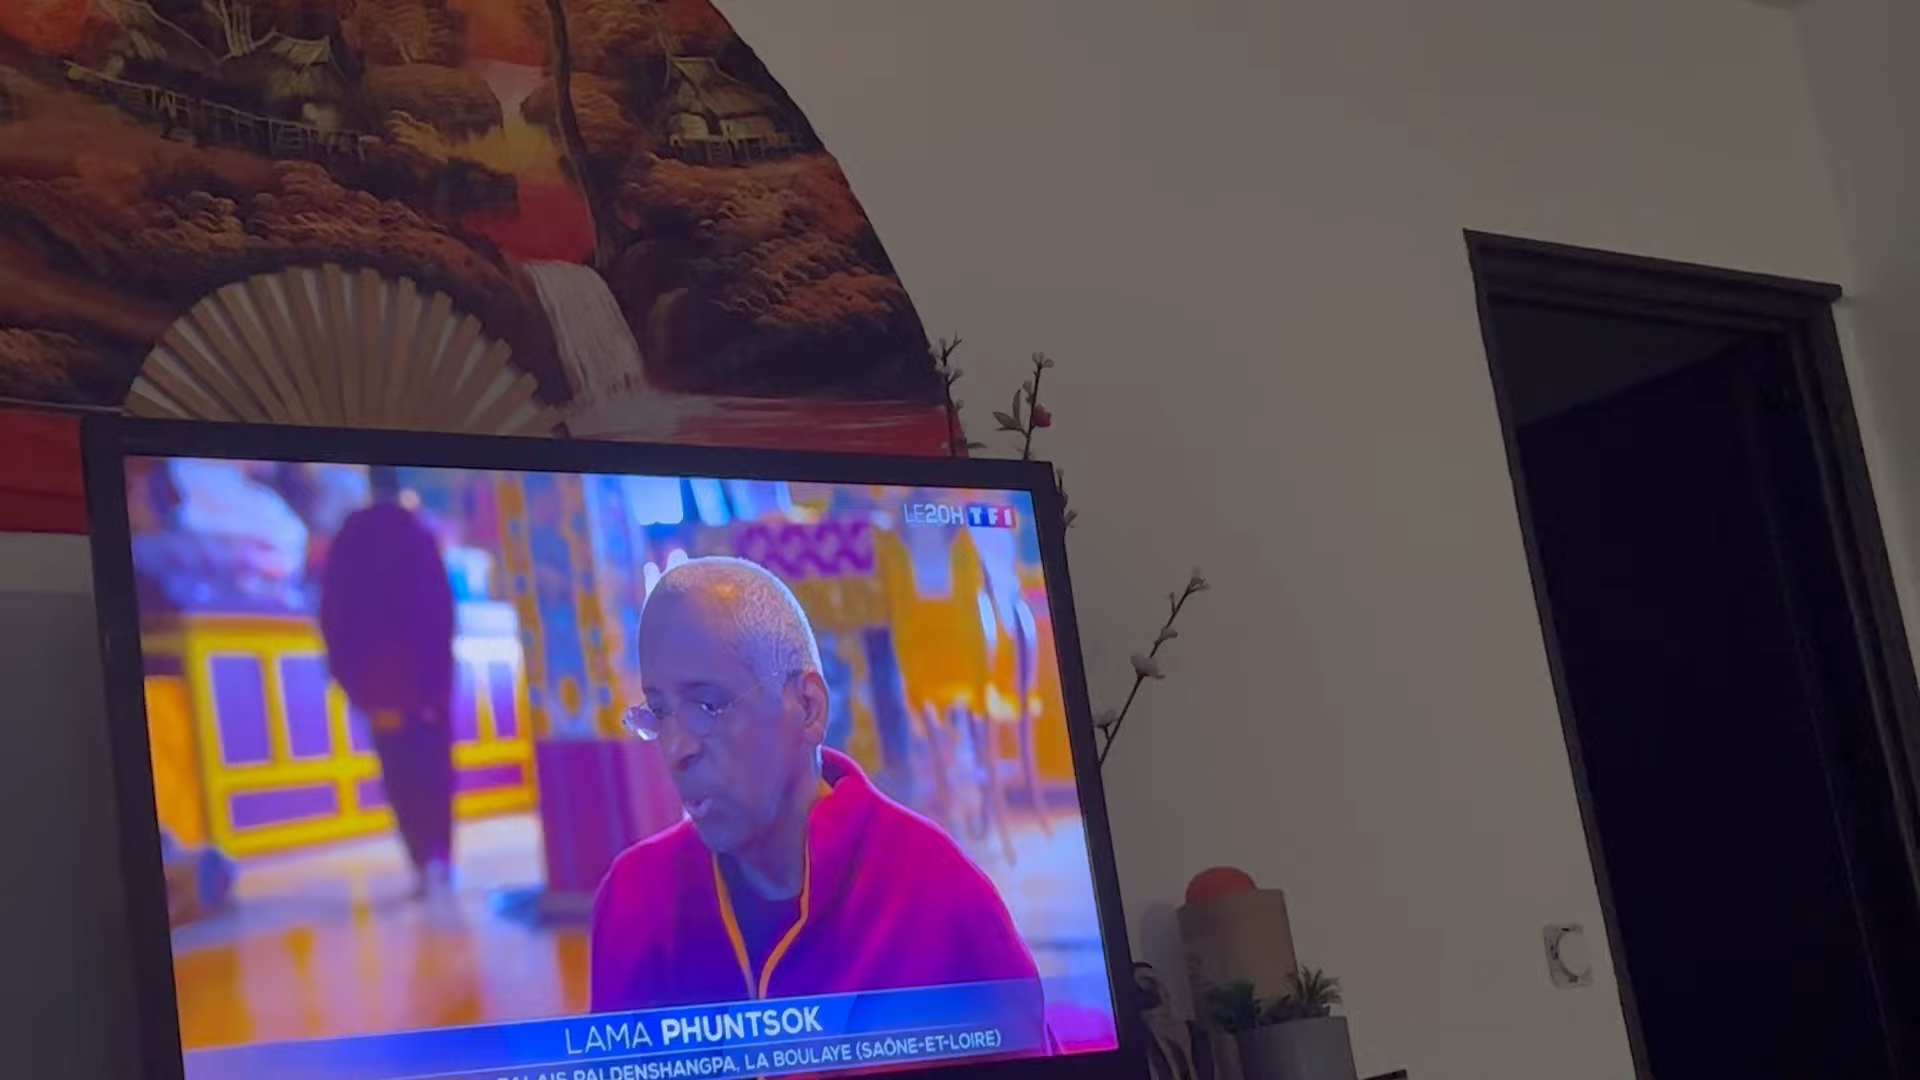 LE20H TF1
LAMA PHUNTSOK
PALDENSHANGPA, LA BOULAYE (SAÔNE-ET-LOIRE)